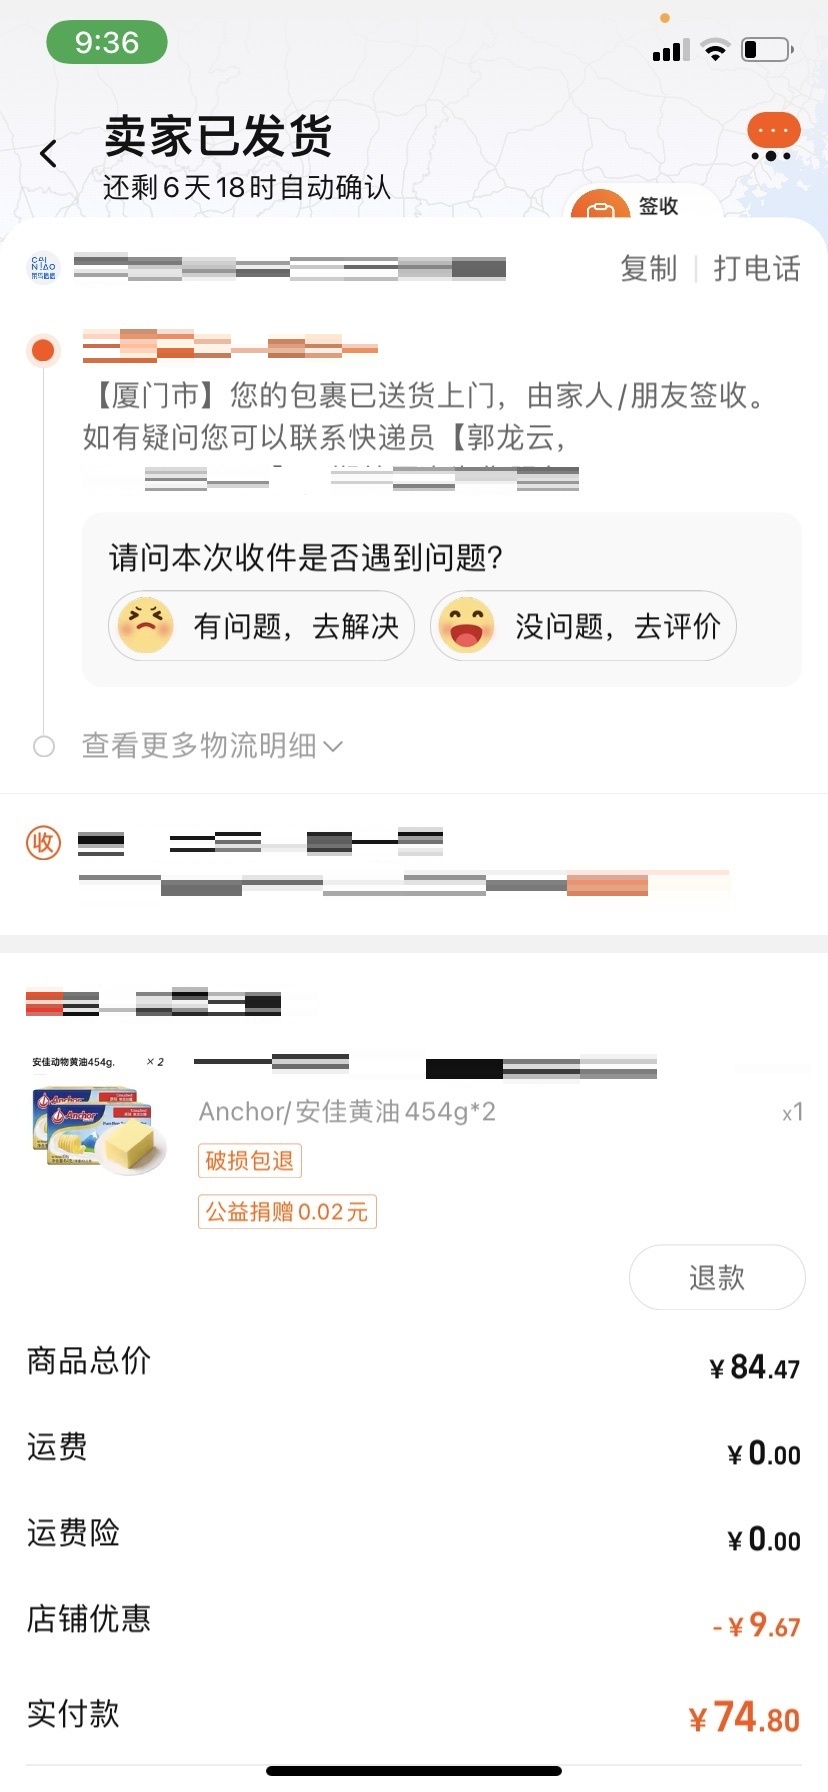 9:36
卖家已发货
还剩6天18时自动确认
签收
CAI
NIAO
菜鸟
复制 | 打电话
【厦门市】您的包裹已送货上门，由家人/朋友签收。
如有疑问您可以联系快递员【郭龙云，
请问本次收件是否遇到问题?
有问题，去解决
没问题，去评价
查看更多物流明细
收
安佳动物黄油454g. ×2
Anchor
Anchor
Anchor/安佳黄油454g*2
x1
破损包退
公益捐赠0.02元
退款
商品总价
¥84.47
运费
¥0.00
运费险
¥0.00
店铺优惠
-¥9.67
实付款
¥74.80